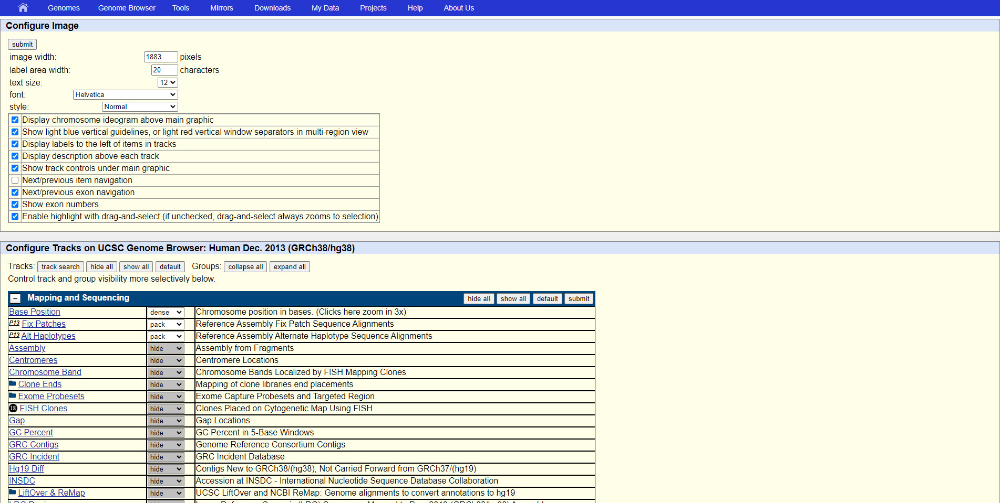 Genomes Genome Browser Tools Mirrors Downloads My Data Projects Help About Us
Configure Image
submit
image width: 1883 pixels
label area width: 20 characters
text size: 12
font: Helvetica
style: Normal
Display chromosome ideogram above main graphic
Show light blue vertical guidelines, or light red vertical window separators in multi-region view
Display labels to the left of items in tracks
Display description above each track
Show track controls under main graphic
Next/previous item navigation
Next/previous exon navigation
Show exon numbers
Enable highlight with drag-and-select (if unchecked, drag-and-select always zooms to selection)
Configure Tracks on UCSC Genome Browser: Human Dec. 2013 (GRCh38/hg38)
Tracks: track search hide all show all default Groups: collapse all expand all
Control track and group visibility more selectively below.
− Mapping and Sequencing hide all show all default submit
Base Position dense Chromosome position in bases. (Clicks here zoom in 3x)
P13 Fix Patches pack Reference Assembly Fix Patch Sequence Alignments
P13 Alt Haplotypes pack Reference Assembly Alternate Haplotype Sequence Alignments
Assembly hide Assembly from Fragments
Centromeres hide Centromere Locations
Chromosome Band hide Chromosome Bands Localized by FISH Mapping Clones
Clone Ends hide Mapping of clone libraries end placements
Exome Probesets hide Exome Capture Probesets and Targeted Region
18 FISH Clones hide Clones Placed on Cytogenetic Map Using FISH
Gap hide Gap Locations
GC Percent hide GC Percent in 5-Base Windows
GRC Contigs hide Genome Reference Consortium Contigs
GRC Incident hide GRC Incident Database
Hg19 Diff hide Contigs New to GRCh38/(hg38), Not Carried Forward from GRCh37/(hg19)
INSDC hide Accession at INSDC - International Nucleotide Sequence Database Collaboration
LiftOver & ReMap hide UCSC LiftOver and NCBI ReMap: Genome alignments to convert annotations to hg19